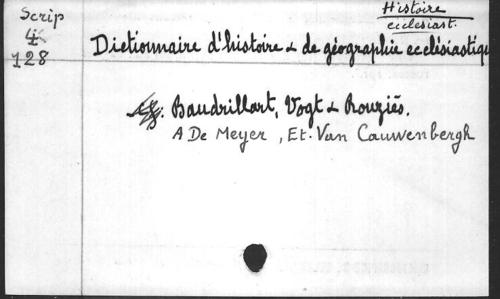 Scrip
4
128
Histoire
ecclesiast.
Dictionnaire d'histoire & de géographie ecclésiastique
Baudrillart, Vogt & Rouziès.
A De Meyer, Et. Van Cauwenbergh